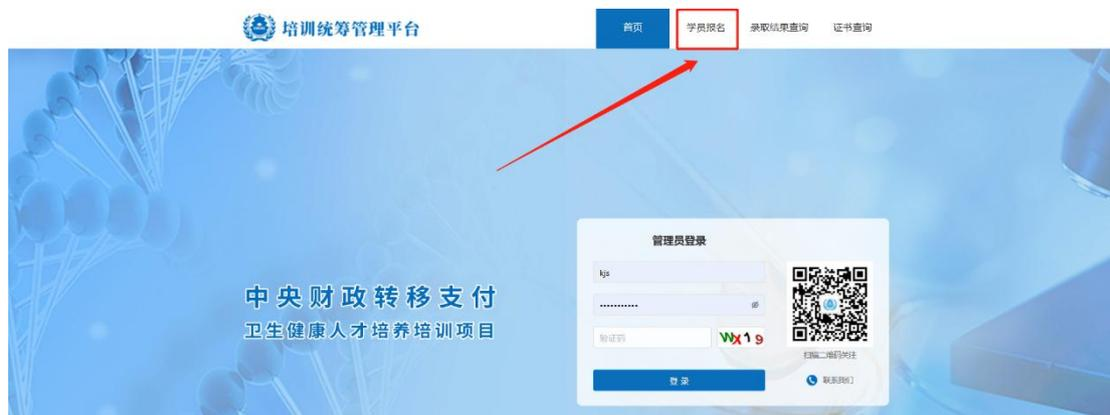 培训统筹管理平台
首页 学员报名 录取结果查询 证书查询
管理员登录
kjs
中央财政转移支付
卫生健康人才培养培训项目
验证码 WX19
扫描二维码关注
登录 联系我们